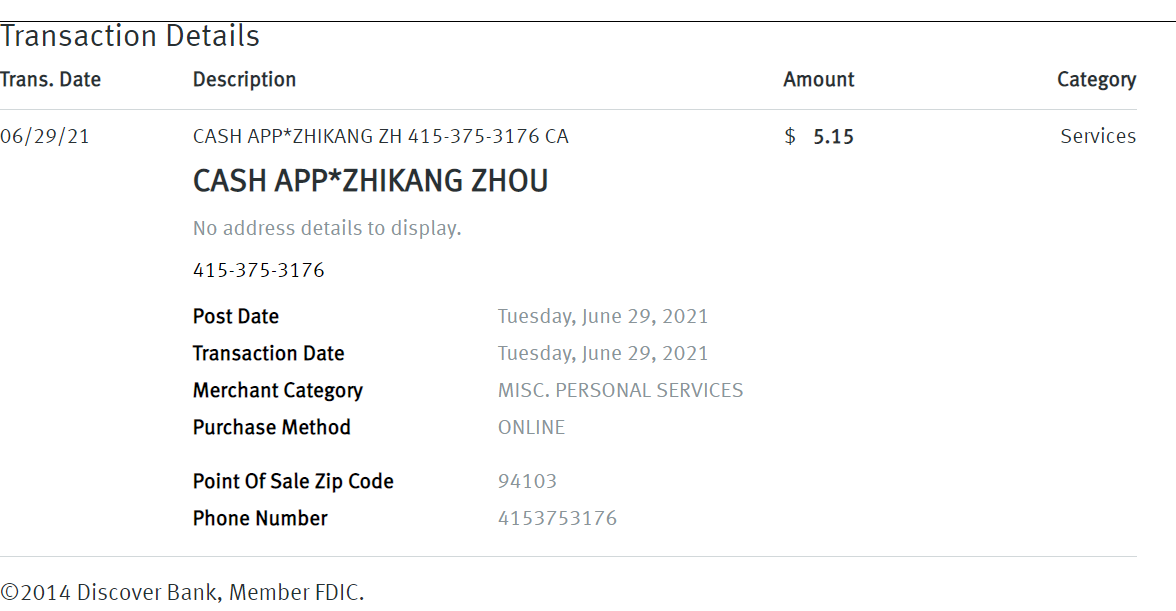 Transaction Details
Trans. Date Description Amount Category
06/29/21 CASH APP*ZHIKANG ZH 415-375-3176 CA $ 5.15 Services
CASH APP*ZHIKANG ZHOU
No address details to display.
415-375-3176
Post Date Tuesday, June 29, 2021
Transaction Date Tuesday, June 29, 2021
Merchant Category MISC. PERSONAL SERVICES
Purchase Method ONLINE
Point Of Sale Zip Code 94103
Phone Number 4153753176
©2014 Discover Bank, Member FDIC.